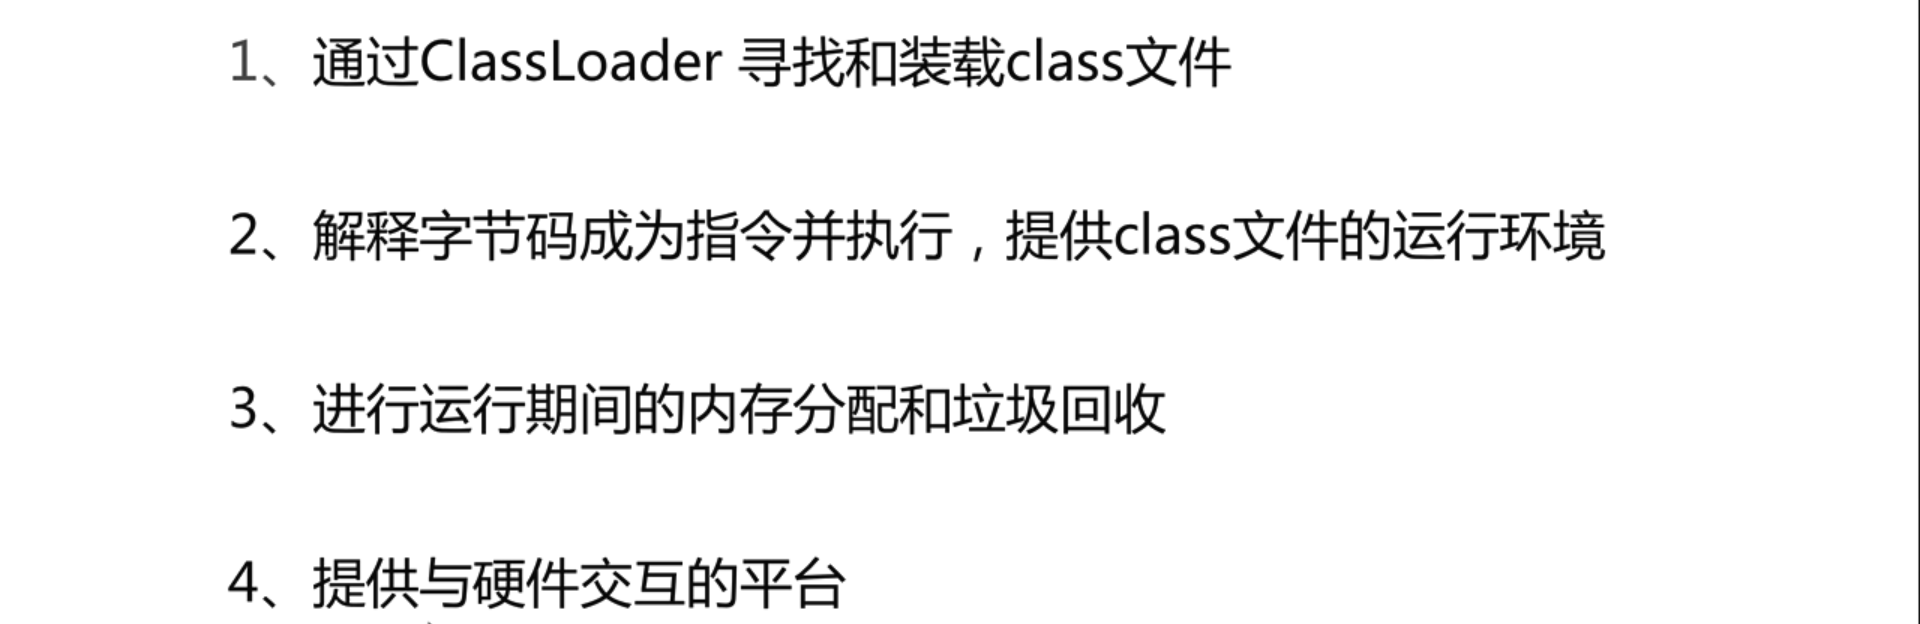 1、通过ClassLoader 寻找和装载class文件
2、解释字节码成为指令并执行，提供class文件的运行环境
3、进行运行期间的内存分配和垃圾回收
4、提供与硬件交互的平台